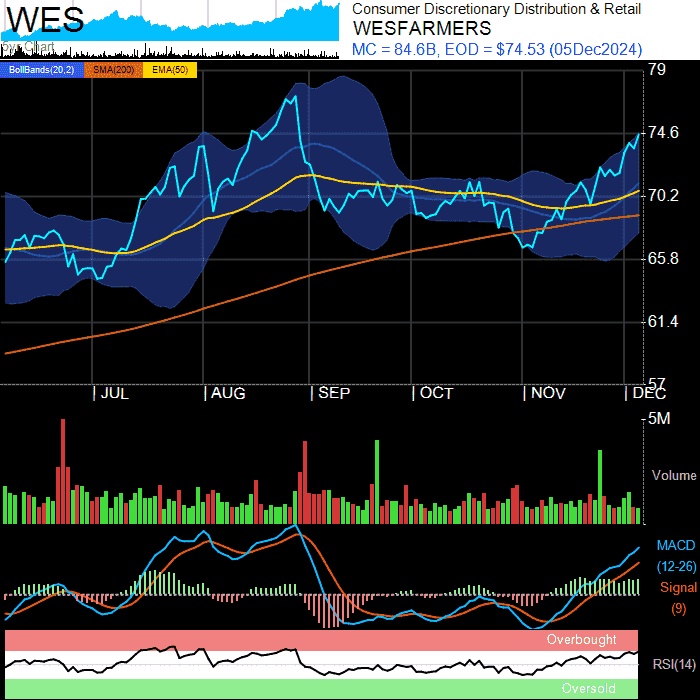 WES
Consumer Discretionary Distribution & Retail
WESFARMERS
MC = 84.6B, EOD = $74.53 (05Dec2024)
BollBands(20,2) SMA(200) EMA(50)
79
74.6
70.2
65.8
61.4
57
JUL AUG SEP OCT NOV DEC
5M
Volume
MACD
(12-26)
Signal
(9)
Overbought
RSI(14)
Oversold